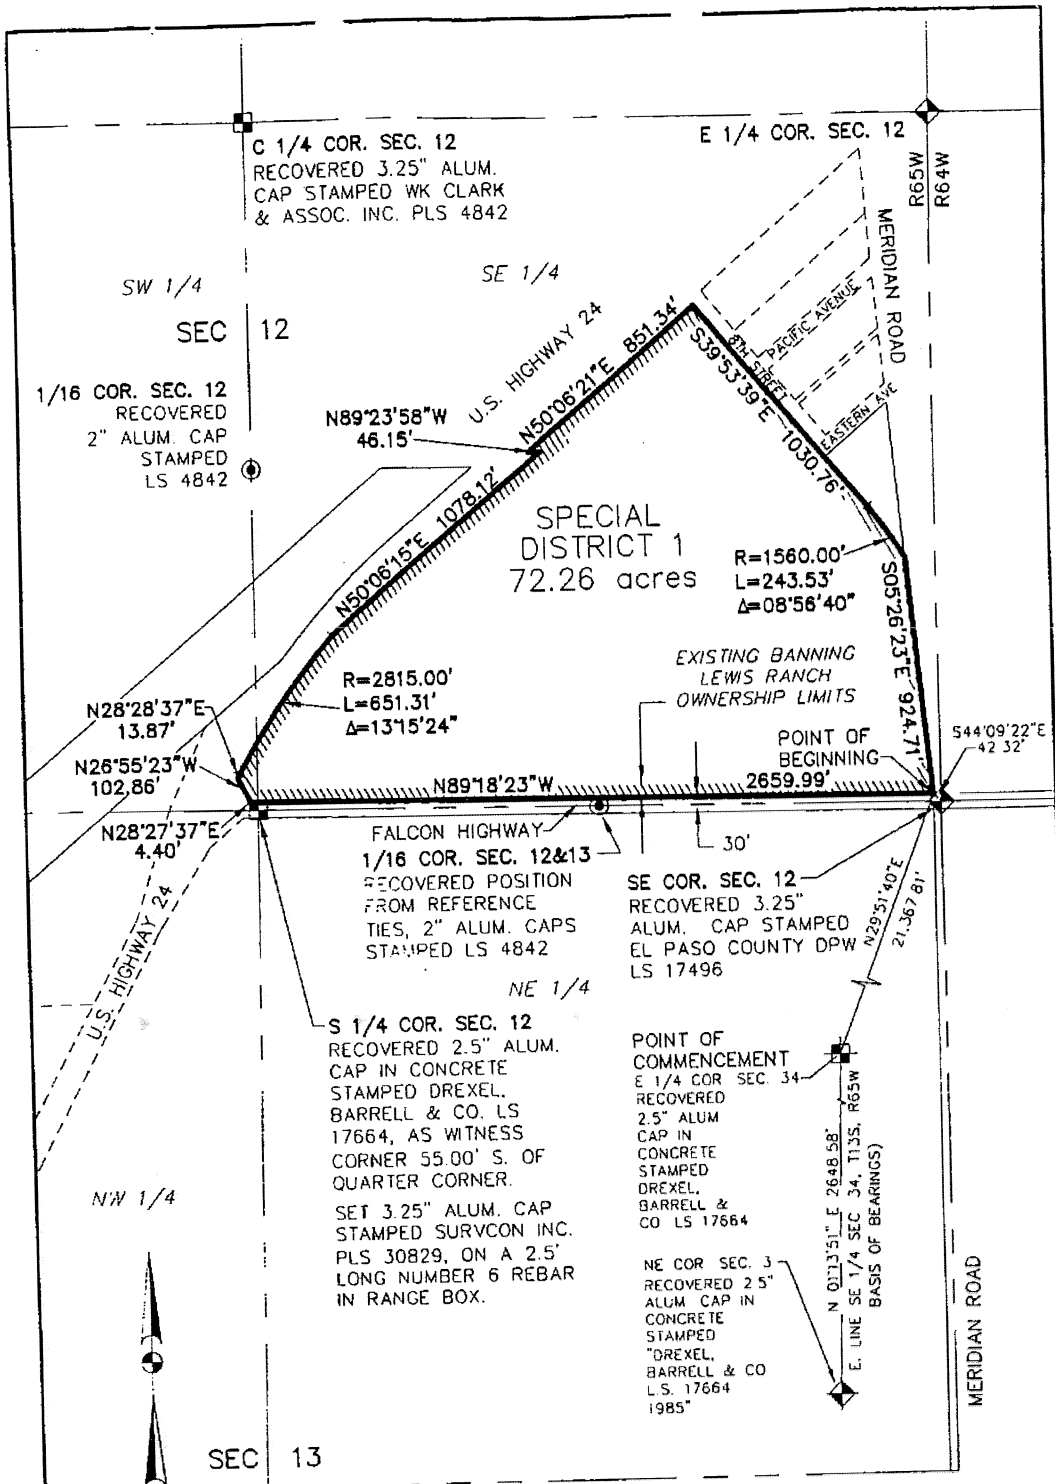 C 1/4 COR. SEC. 12
RECOVERED 3.25" ALUM.
CAP STAMPED WK CLARK
& ASSOC. INC. PLS 4842
E 1/4 COR. SEC. 12
R65W
R64W
SW 1/4
SE 1/4
SEC 12
MERIDIAN ROAD
PACIFIC AVENUE
8TH STREET
EASTERN AVE
U.S. HIGHWAY 24
1/16 COR. SEC. 12
RECOVERED
2" ALUM. CAP
STAMPED
LS 4842
N89°23'58"W
46.15'
N50°06'21"E 851.34'
S39°53'39"E 1030.76'
N50°06'15"E 1078.12'
SPECIAL
DISTRICT 1
72.26 acres
R=1560.00'
L=243.53'
Δ=08°56'40"
S05°26'23"E 924.71'
EXISTING BANNING
LEWIS RANCH
OWNERSHIP LIMITS
R=2815.00'
L=651.31'
Δ=13°15'24"
N28°28'37"E
13.87'
N26°55'23"W
102.86'
N28°27'37"E
4.40'
POINT OF
BEGINNING
S44°09'22"E
42.32'
N89°18'23"W 2659.99'
FALCON HIGHWAY
30'
1/16 COR. SEC. 12&13
RECOVERED POSITION
FROM REFERENCE
TIES, 2" ALUM. CAPS
STAMPED LS 4842
SE COR. SEC. 12
RECOVERED 3.25"
ALUM. CAP STAMPED
EL PASO COUNTY DPW
LS 17496
N29°51'40"E
21,367.81'
U.S. HIGHWAY 24
NE 1/4
S 1/4 COR. SEC. 12
RECOVERED 2.5" ALUM.
CAP IN CONCRETE
STAMPED DREXEL,
BARRELL & CO. LS
17664, AS WITNESS
CORNER 55.00' S. OF
QUARTER CORNER.
SET 3.25" ALUM. CAP
STAMPED SURVCON INC.
PLS 30829, ON A 2.5'
LONG NUMBER 6 REBAR
IN RANGE BOX.
POINT OF
COMMENCEMENT
E 1/4 COR SEC. 34
RECOVERED
2.5" ALUM
CAP IN
CONCRETE
STAMPED
DREXEL,
BARRELL &
CO LS 17664
N 01°13'51" E 2648.58'
E. LINE SE 1/4 SEC 34, T13S, R65W
BASIS OF BEARINGS)
NE COR SEC. 3
RECOVERED 2.5"
ALUM CAP IN
CONCRETE
STAMPED
"DREXEL,
BARRELL & CO
L.S. 17664
1985"
NW 1/4
MERIDIAN ROAD
SEC 13